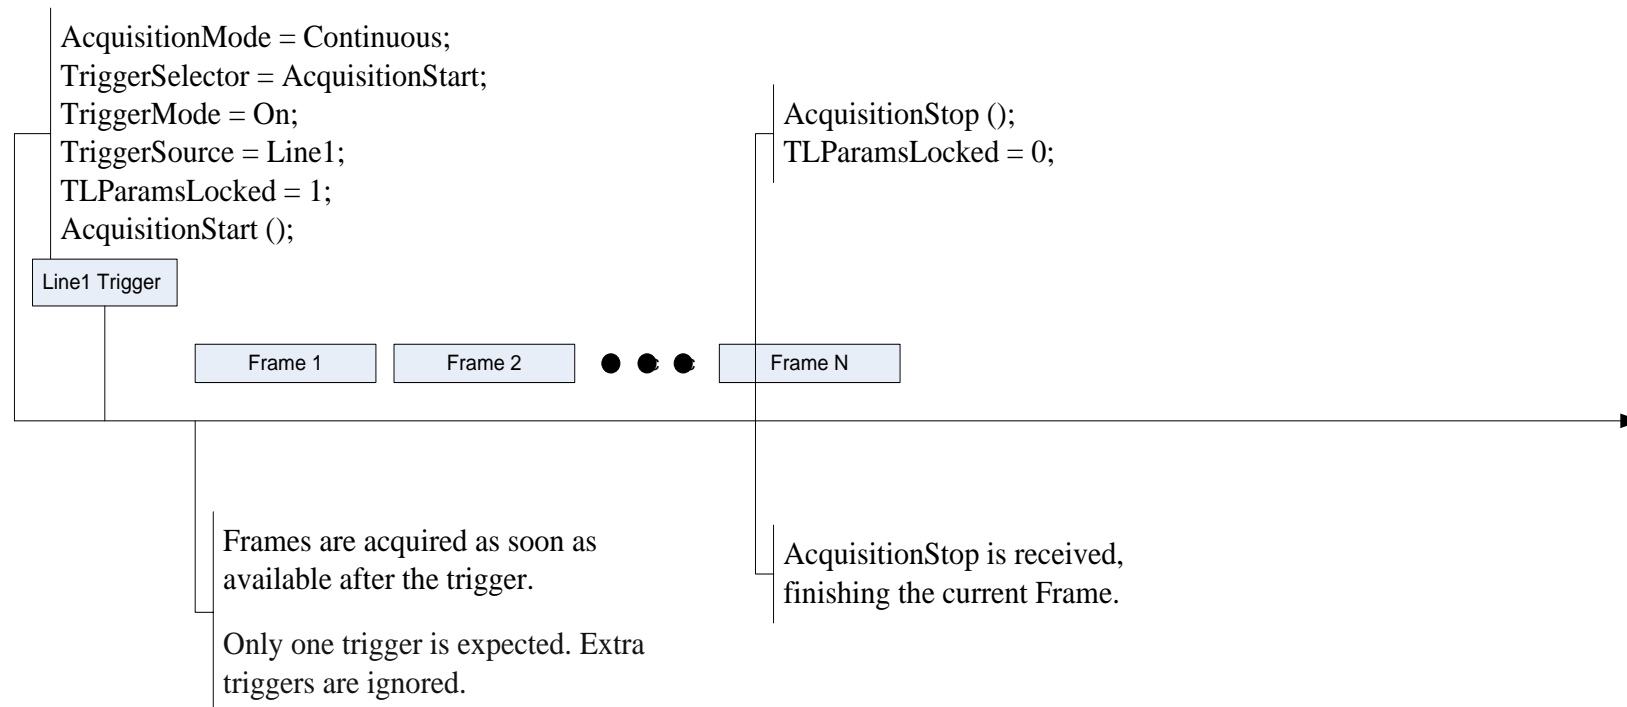 AcquisitionMode = Continuous;
TriggerSelector = AcquisitionStart;
TriggerMode = On;
TriggerSource = Line1;
TLParamsLocked = 1;
AcquisitionStart ();
AcquisitionStop ();
TLParamsLocked = 0;
Line1 Trigger
Frame 1
Frame 2
Frame N
Frames are acquired as soon as
available after the trigger.
Only one trigger is expected. Extra
triggers are ignored.
AcquisitionStop is received,
finishing the current Frame.